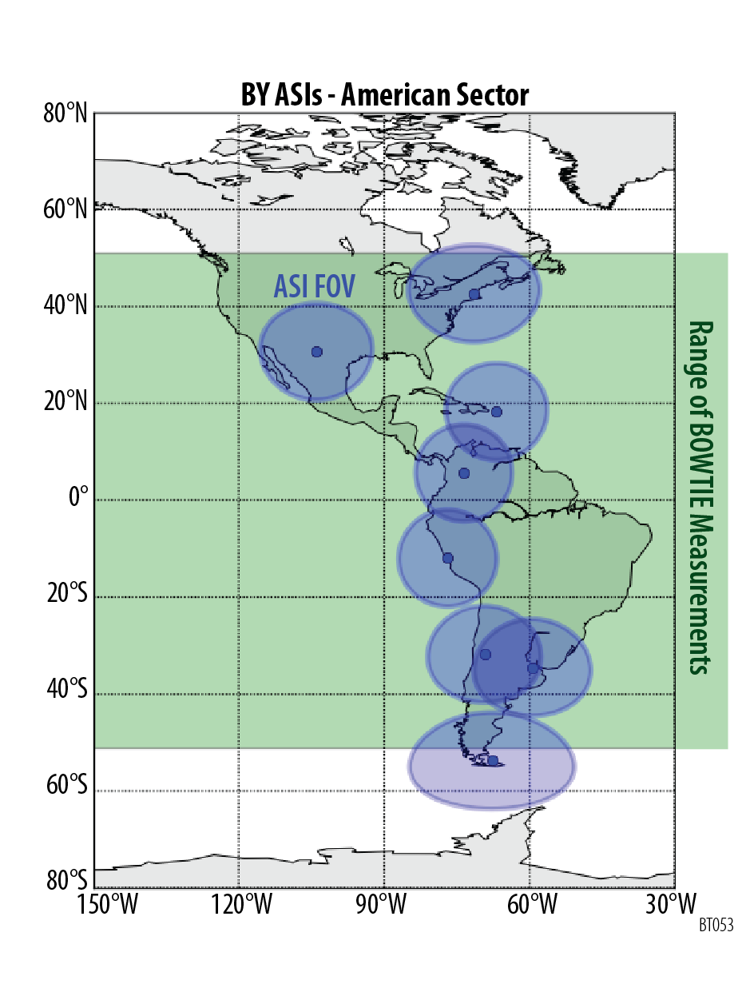 BY ASIs - American Sector
80°N
60°N
ASI FOV
40°N
20°N
0°
20°S
40°S
60°S
80°S
Range of BOWTIE Measurements
150°W 120°W 90°W 60°W 30°W
BT053